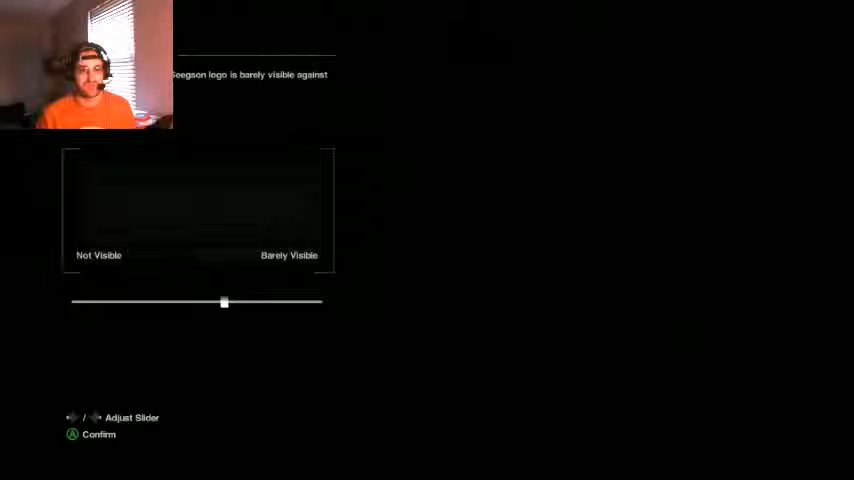 Seegson logo is barely visible against
Not Visible
Barely Visible
/ Adjust Slider
A Confirm